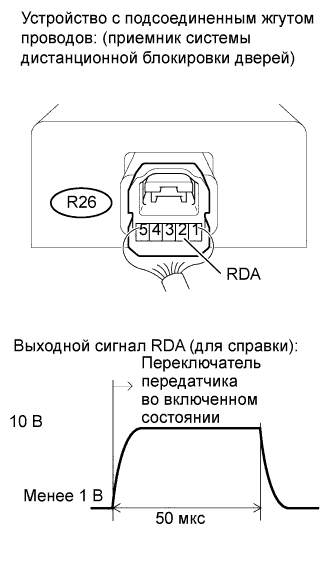 Устройство с подсоединенным жгутом
проводов: (приемник системы
дистанционной блокировки дверей)
R26
5 4 3 2 1
RDA
Выходной сигнал RDA (для справки):
Переключатель
передатчика
во включенном
состоянии
10 В
Менее 1 В
50 мкс